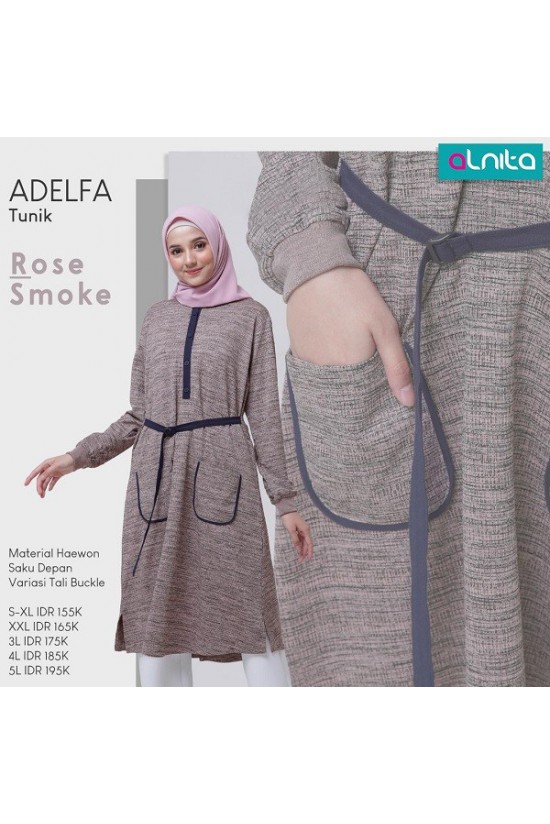 alnita
ADELFA
Tunik
Rose
Smoke
Material Haewon
Saku Depan
Variasi Tali Buckle
S-XL IDR 155K
XXL IDR 165K
3L IDR 175K
4L IDR 185K
5L IDR 195K